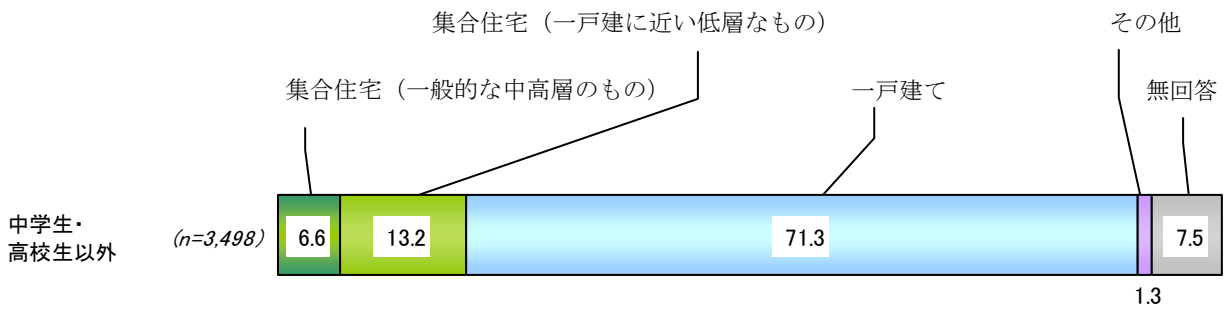 集合住宅（一戸建に近い低層なもの）
その他
集合住宅（一般的な中高層のもの）
一戸建て
無回答
中学生・
高校生以外
(n=3,498)
6.6
13.2
71.3
7.5
1.3